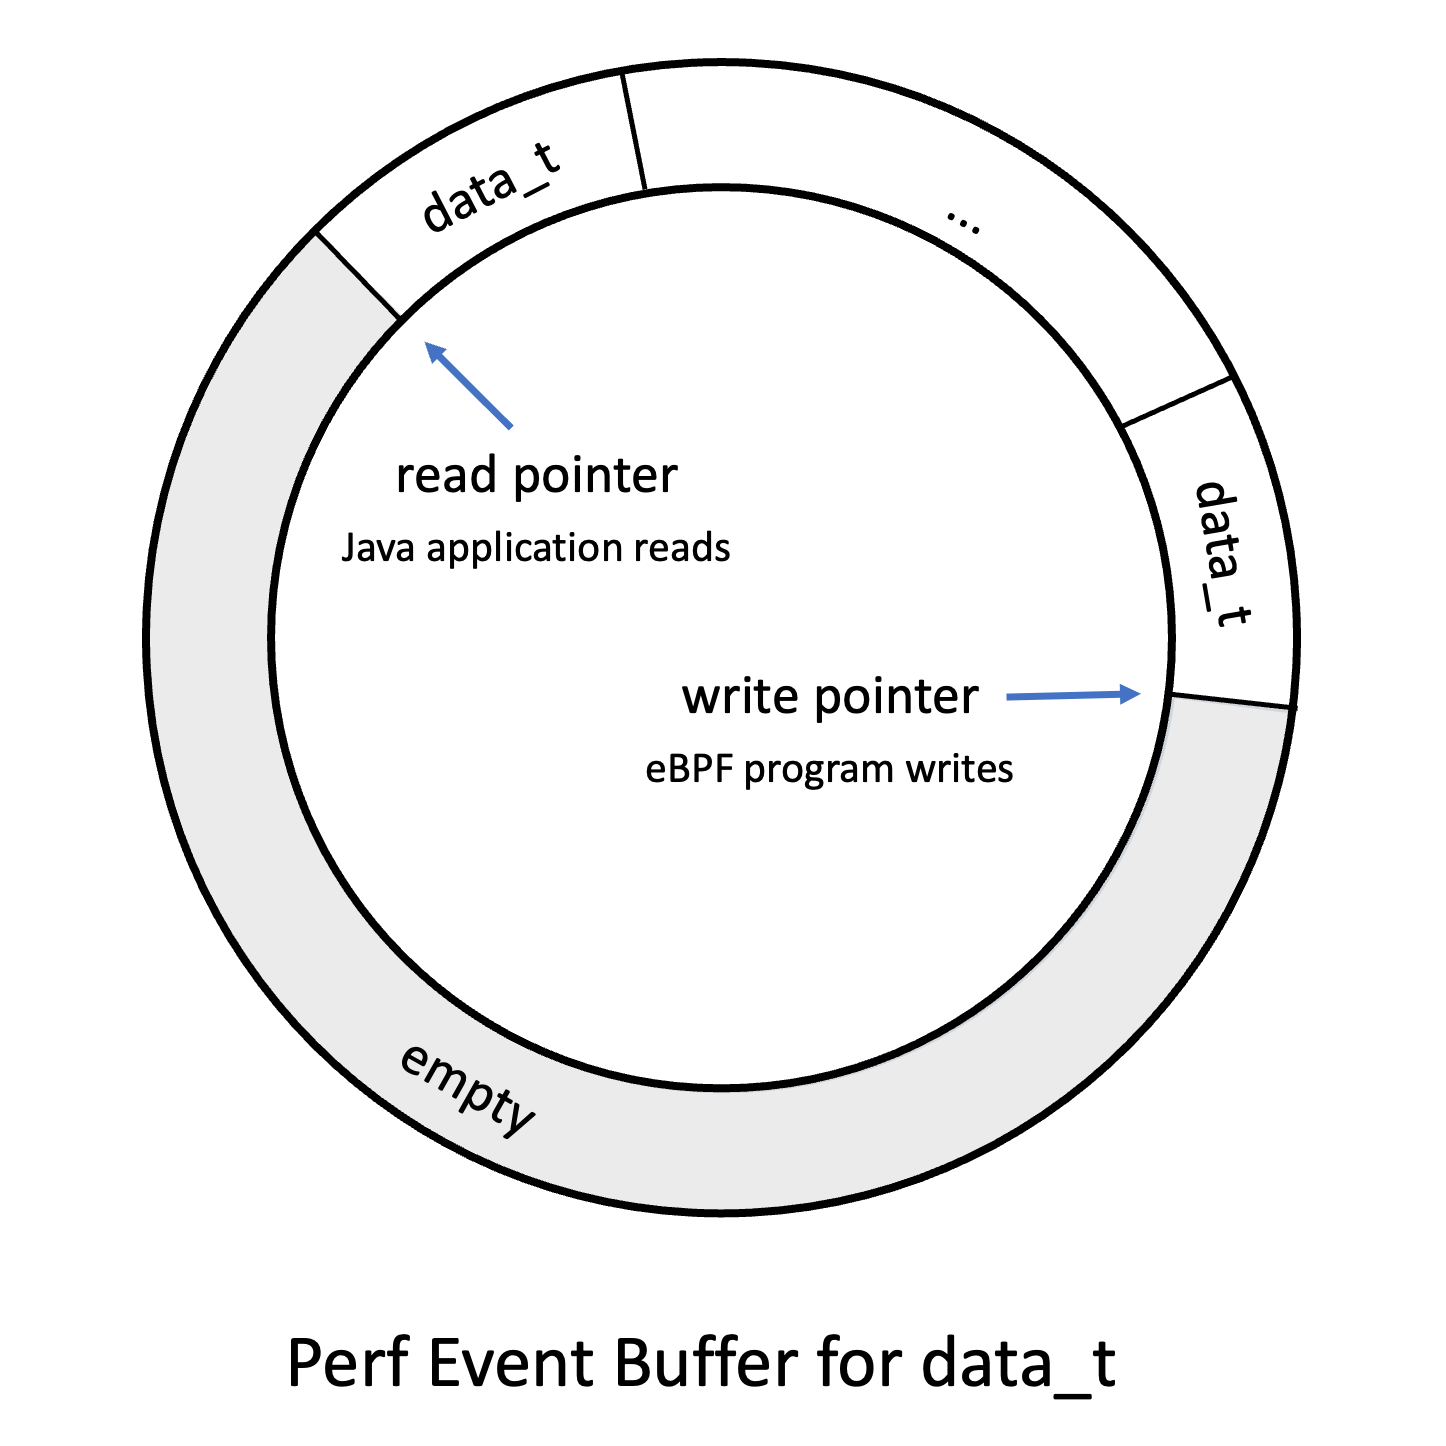 data_t
...
data_t
read pointer
Java application reads
write pointer
eBPF program writes
empty
Perf Event Buffer for data_t